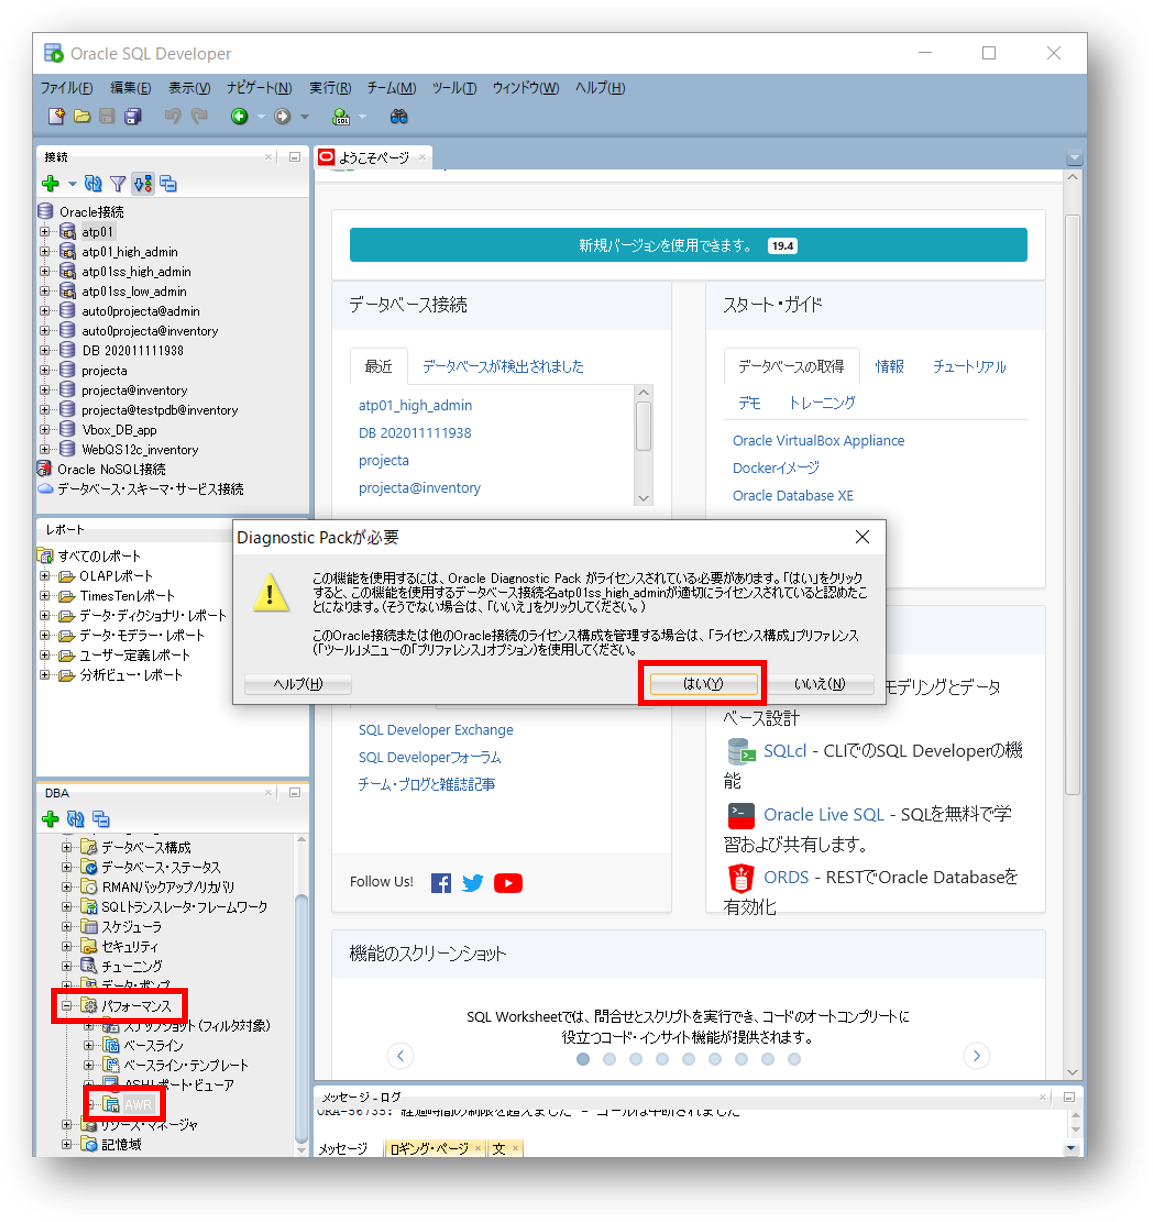 Oracle SQL Developer
ファイル(F) 編集(E) 表示(V) ナビゲート(N) 実行(R) チーム(M) ツール(T) ウィンドウ(W) ヘルプ(H)
接続
Oracle接続
atp01
atp01_high_admin
atp01ss_high_admin
atp01ss_low_admin
auto0projecta@admin
auto0projecta@inventory
DB 202011111938
projecta
projecta@inventory
projecta@testpdb@inventory
Vbox_DB_app
WebQS12c_inventory
Oracle NoSQL接続
データベース・スキーマ・サービス接続
レポート
すべてのレポート
OLAPレポート
TimesTenレポート
データ・ディクショナリ・レポート
データ・モデラー・レポート
ユーザー定義レポート
分析ビュー・レポート
DBA
データベース構成
データベース・ステータス
RMANバックアップ/リカバリ
SQLトランスレータ・フレームワーク
スケジューラ
セキュリティ
チューニング
データ・ポンプ
パフォーマンス
スナップショット(フィルタ対象)
ベースライン
ベースライン・テンプレート
ASHレポート・ビューア
AWR
リソース・マネージャ
記憶域
ようこそページ
新規バージョンを使用できます。 19.4
データベース接続
最近 データベースが検出されました
atp01_high_admin
DB 202011111938
projecta
projecta@inventory
スタート・ガイド
データベースの取得 情報 チュートリアル
デモ トレーニング
Oracle VirtualBox Appliance
Dockerイメージ
Oracle Database XE
Diagnostic Packが必要
この機能を使用するには、Oracle Diagnostic Pack がライセンスされている必要があります。「はい」をクリック
すると、この機能を使用するデータベース接続名atp01ss_high_adminが適切にライセンスされていると認めたこ
とになります。(そうでない場合は、「いいえ」をクリックしてください。)
このOracle接続または他のOracle接続のライセンス構成を管理する場合は、「ライセンス構成」プリファレンス
(「ツール」メニューの「プリファレンス」オプション)を使用してください。
ヘルプ(H) はい(Y) いいえ(N)
SQL Developer Exchange
SQL Developerフォーラム
チーム・ブログと雑誌記事
Follow Us!
モデリングとデータ
ベース設計
SQLcl - CLIでのSQL Developerの機
能
Oracle Live SQL - SQLを無料で学
習および共有します。
ORDS - RESTでOracle Databaseを
有効化
機能のスクリーンショット
SQL Worksheetでは、問合せとスクリプトを実行でき、コードのオートコンプリートに
役立つコード・インサイト機能が提供されます。
メッセージ - ログ
ORA-56735: 経過時間の制限を超えました - コールは中断されました
メッセージ ロギング・ページ 文